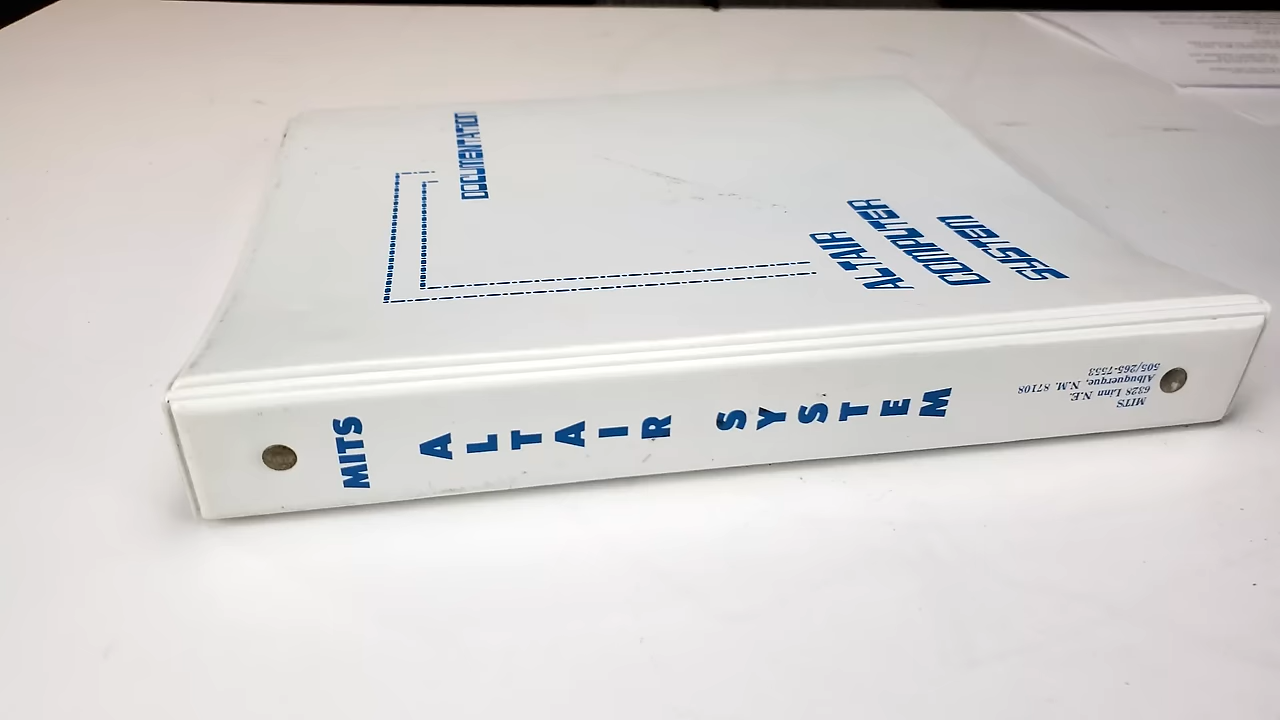 DOCUMENTATION
ALTAIR
COMPUTER
SYSTEM
MITS
ALTAIR SYSTEM
MITS
6328 Linn N.E.
Albuquerque, N.M. 87108
505/265-7553